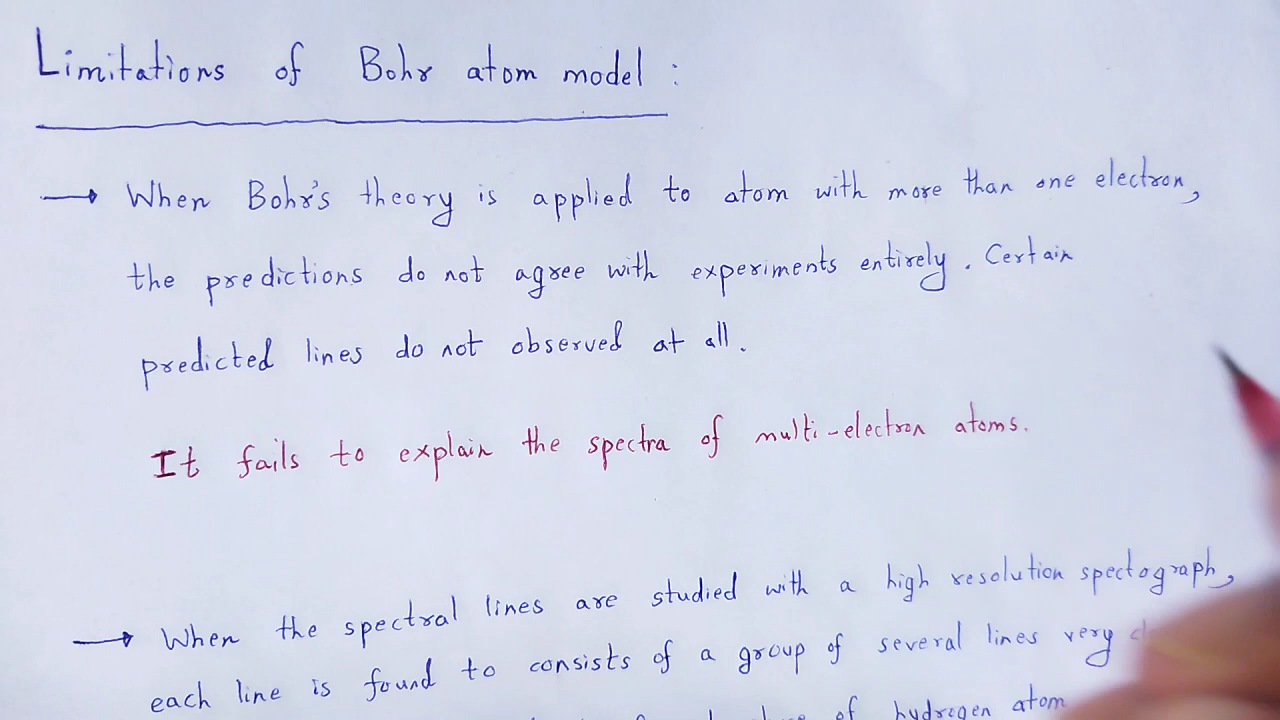 Limitations of Bohr atom model :
→ When Bohr's theory is applied to atom with more than one electron,
the predictions do not agree with experiments entirely. Certain
predicted lines do not observed at all.
It fails to explain the spectra of multi-electron atoms.
→ When the spectral lines are studied with a high resolution spectograph,
each line is found to consists of a group of several lines very
of hydrogen atom